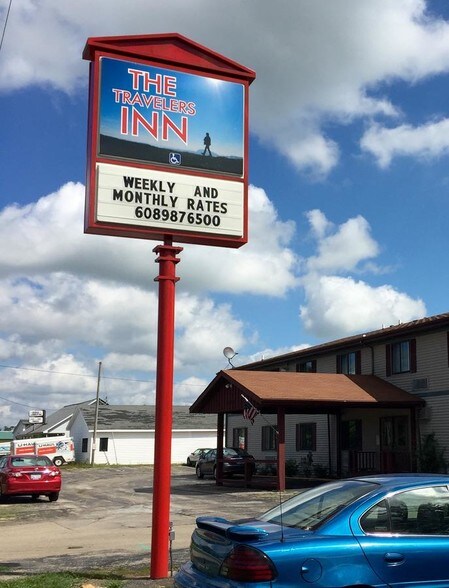 THE
TRAVELERS
INN
WEEKLY AND
MONTHLY RATES
6089876500